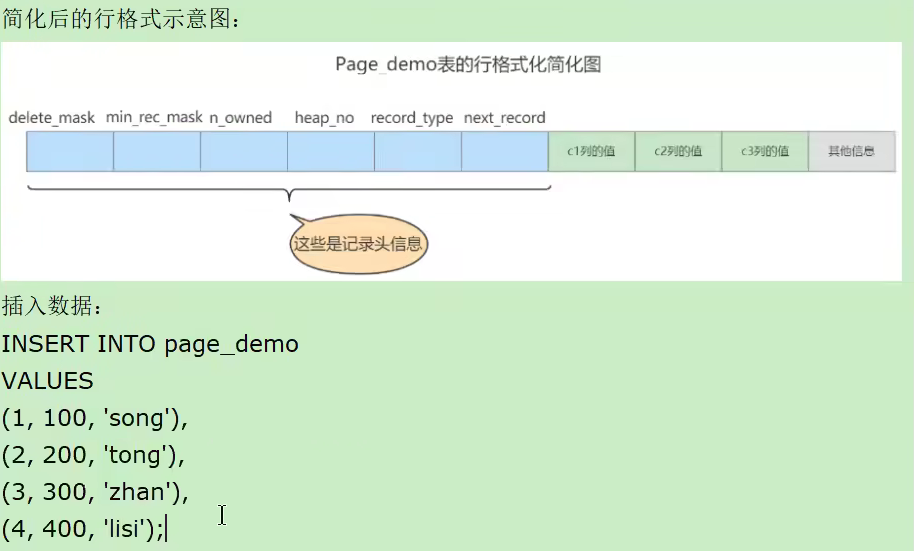 简化后的行格式示意图：
Page_demo表的行格式化简化图
delete_mask min_rec_mask n_owned heap_no record_type next_record
c1列的值 c2列的值 c3列的值 其他信息
这些是记录头信息
插入数据：
INSERT INTO page_demo
VALUES
(1, 100, 'song'),
(2, 200, 'tong'),
(3, 300, 'zhan'),
(4, 400, 'lisi');